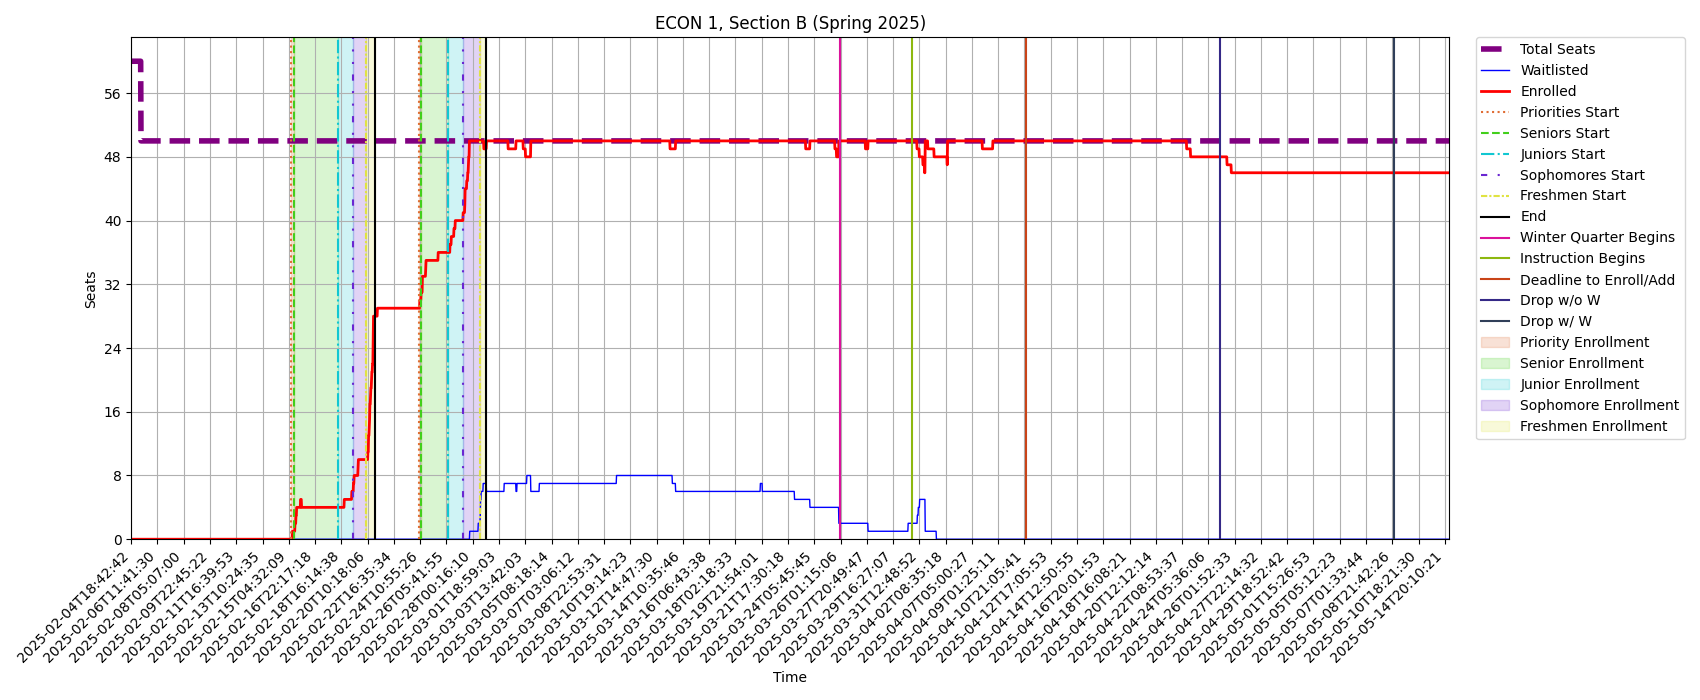 ECON 1, Section B (Spring 2025)
Seats
56
48
40
32
24
16
8
0
2025-02-04T18:42:42
2025-02-06T11:41:30
2025-02-08T05:07:00
2025-02-09T22:45:22
2025-02-11T16:39:53
2025-02-13T10:24:35
2025-02-15T04:32:09
2025-02-16T22:17:18
2025-02-18T16:14:38
2025-02-20T10:18:06
2025-02-22T16:35:34
2025-02-24T10:55:26
2025-02-26T05:41:55
2025-02-28T00:16:10
2025-03-01T18:59:03
2025-03-03T13:42:03
2025-03-05T08:18:14
2025-03-07T03:06:12
2025-03-08T22:53:31
2025-03-10T19:14:23
2025-03-12T14:47:30
2025-03-14T10:35:46
2025-03-16T06:43:38
2025-03-18T02:18:33
2025-03-19T21:54:01
2025-03-21T17:30:18
2025-03-24T05:45:45
2025-03-26T01:15:06
2025-03-27T20:49:47
2025-03-29T16:27:07
2025-03-31T12:48:52
2025-04-02T08:35:18
2025-04-07T05:00:27
2025-04-09T01:25:11
2025-04-10T21:05:41
2025-04-12T17:05:53
2025-04-14T12:50:55
2025-04-16T20:01:53
2025-04-18T16:08:21
2025-04-20T12:12:14
2025-04-22T08:53:37
2025-04-24T05:36:06
2025-04-26T01:52:33
2025-04-27T22:14:32
2025-04-29T18:52:42
2025-05-01T15:26:53
2025-05-07T05:12:23
2025-05-07T01:33:44
2025-05-08T21:42:26
2025-05-10T18:21:30
2025-05-14T20:10:21
Time
Total Seats
Waitlisted
Enrolled
Priorities Start
Seniors Start
Juniors Start
Sophomores Start
Freshmen Start
End
Winter Quarter Begins
Instruction Begins
Deadline to Enroll/Add
Drop w/o W
Drop w/ W
Priority Enrollment
Senior Enrollment
Junior Enrollment
Sophomore Enrollment
Freshmen Enrollment